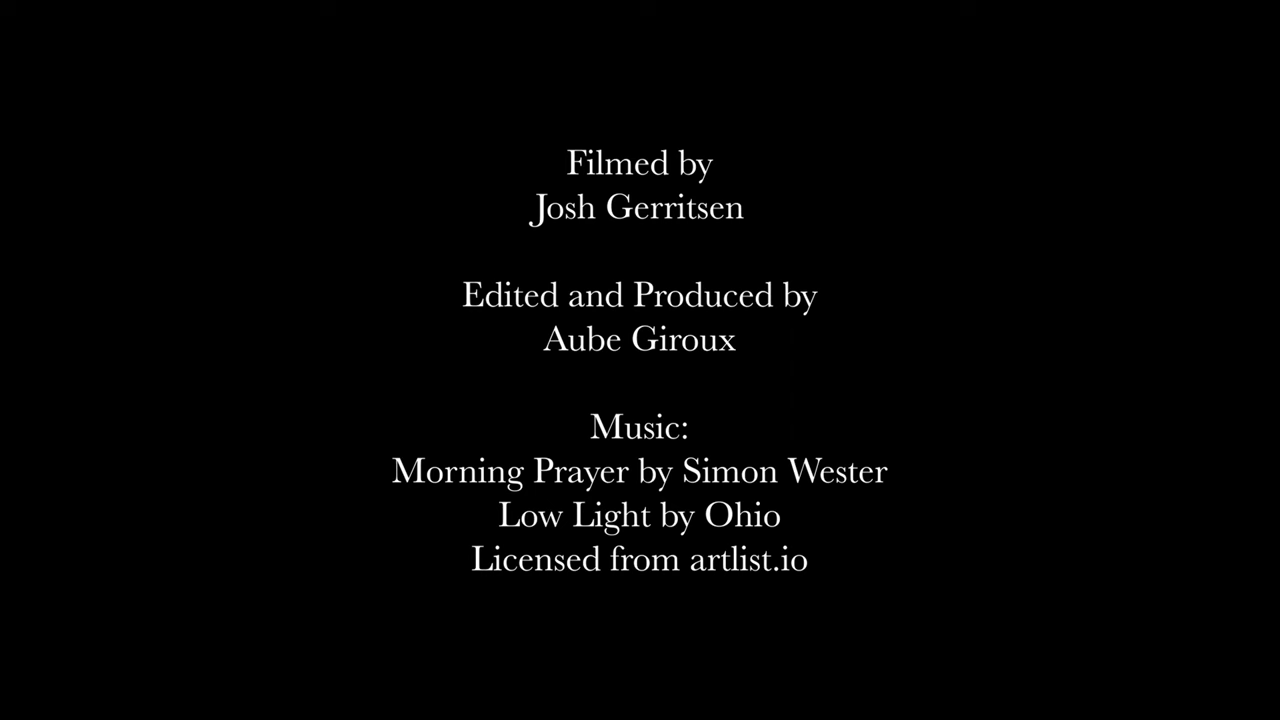 Filmed by
Josh Gerritsen
Edited and Produced by
Aube Giroux
Music:
Morning Prayer by Simon Wester
Low Light by Ohio
Licensed from artlist.io